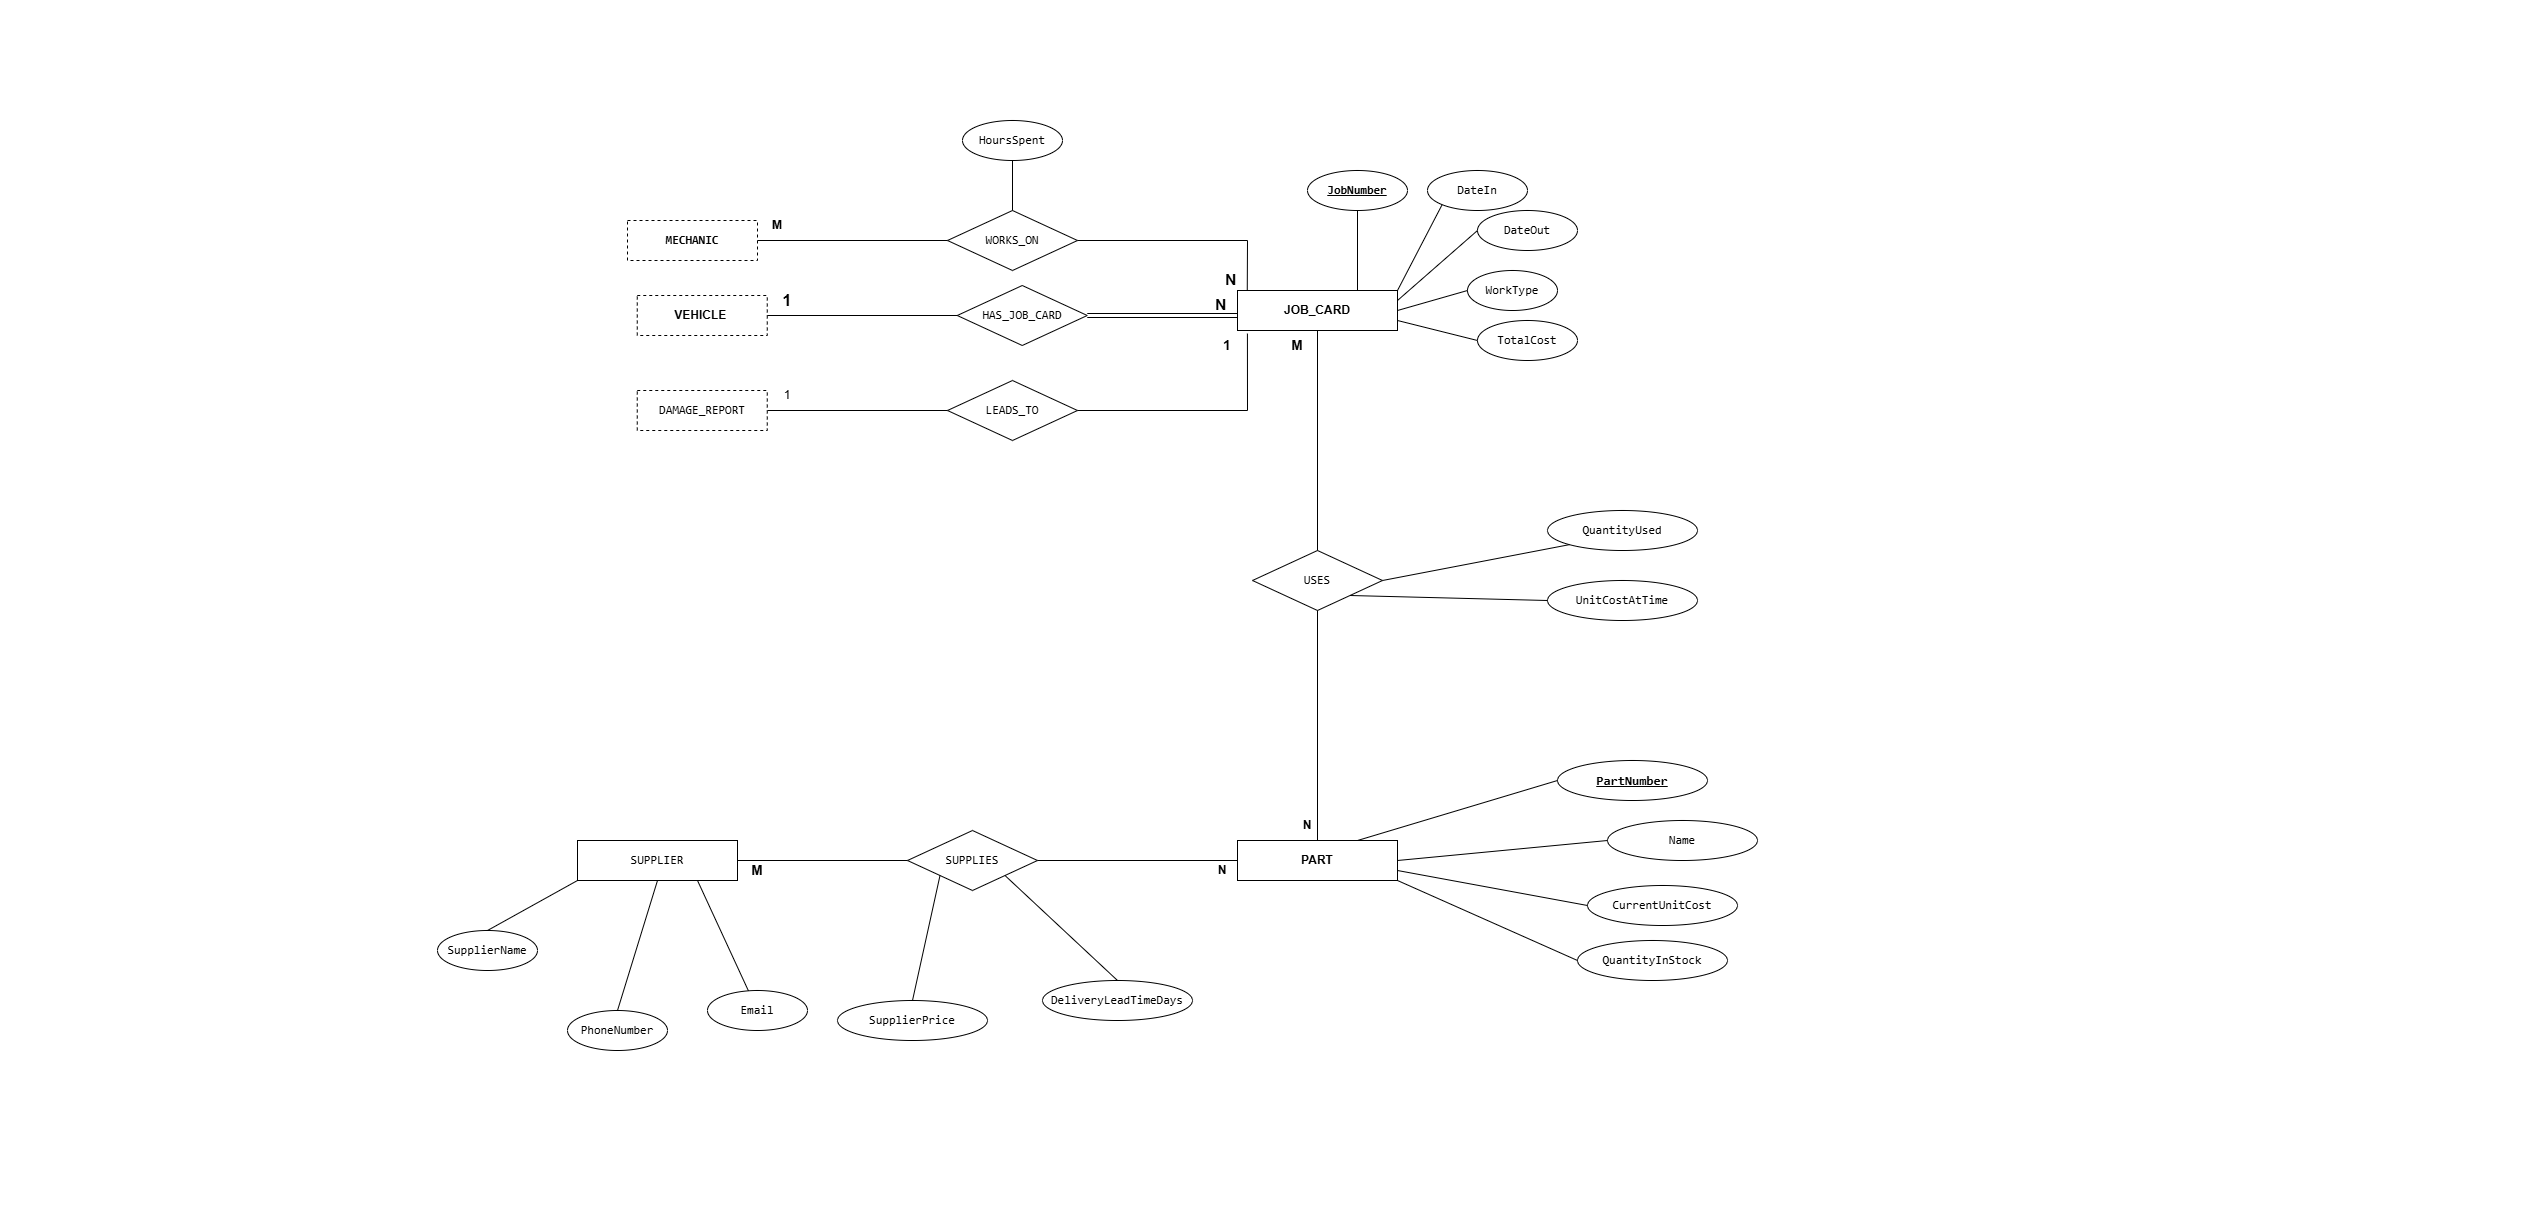 HoursSpent
JobNumber
DateIn
DateOut
M
MECHANIC
WORKS_ON
N
WorkType
1
VEHICLE
HAS_JOB_CARD
N
JOB_CARD
TotalCost
1
M
1
DAMAGE_REPORT
LEADS_TO
QuantityUsed
USES
UnitCostAtTime
PartNumber
N
Name
SUPPLIER
M
SUPPLIES
N
PART
CurrentUnitCost
SupplierName
QuantityInStock
PhoneNumber
Email
SupplierPrice
DeliveryLeadTimeDays